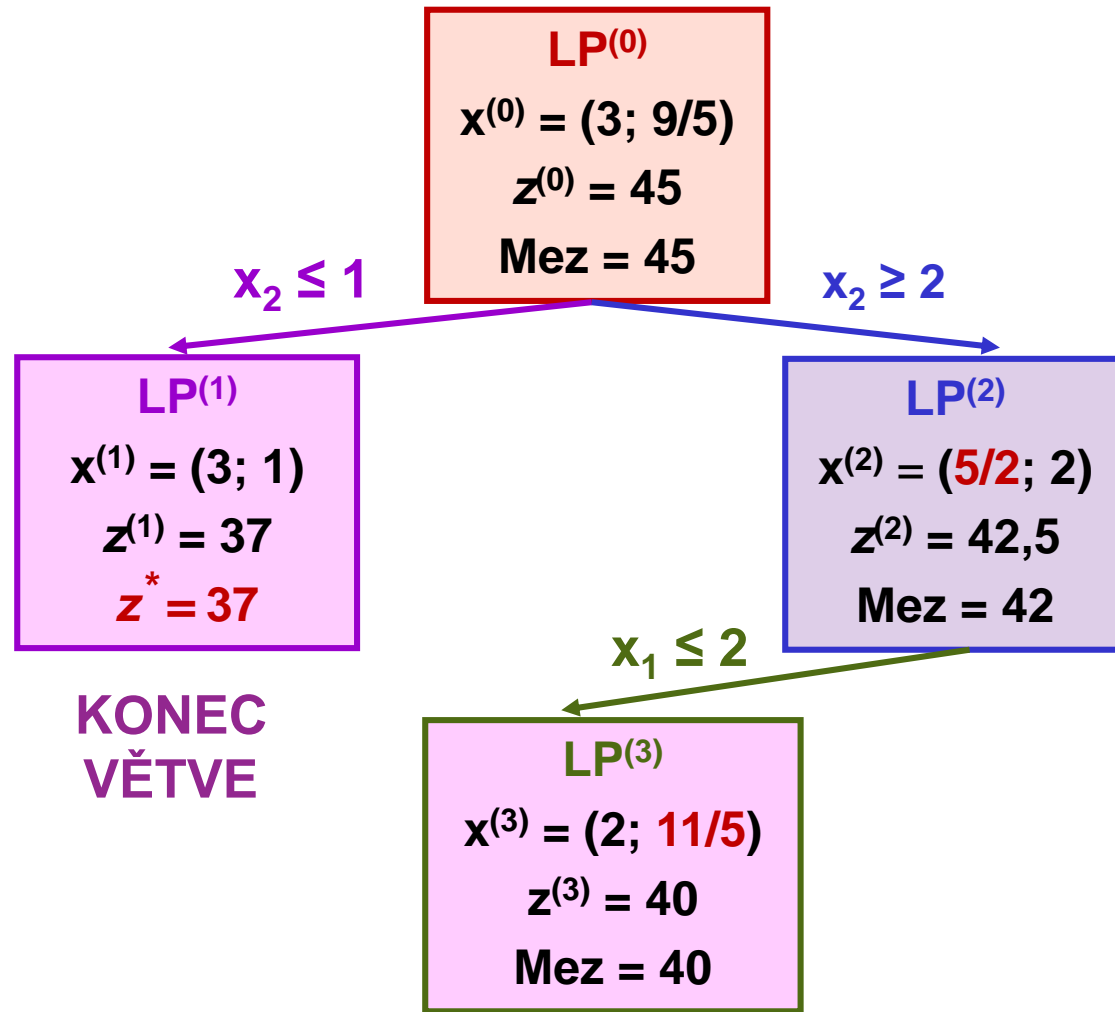 LP⁽⁰⁾
x⁽⁰⁾ = (3; 9/5)
z⁽⁰⁾ = 45
Mez = 45
x₂ ≤ 1
x₂ ≥ 2
LP⁽¹⁾
x⁽¹⁾ = (3; 1)
z⁽¹⁾ = 37
z* = 37
KONEC
VĚTVE
LP⁽²⁾
x⁽²⁾ = (5/2; 2)
z⁽²⁾ = 42,5
Mez = 42
x₁ ≤ 2
LP⁽³⁾
x⁽³⁾ = (2; 11/5)
z⁽³⁾ = 40
Mez = 40